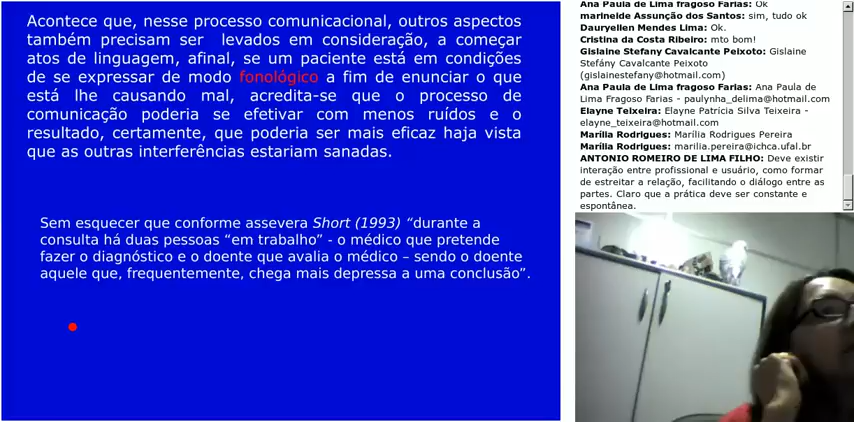 Acontece que, nesse processo comunicacional, outros aspectos
também precisam ser levados em consideração, a começar
atos de linguagem, afinal, se um paciente está em condições
de se expressar de modo fonológico a fim de enunciar o que
está lhe causando mal, acredita-se que o processo de
comunicação poderia se efetivar com menos ruídos e o
resultado, certamente, que poderia ser mais eficaz haja vista
que as outras interferências estariam sanadas.
Sem esquecer que conforme assevera Short (1993) “durante a
consulta há duas pessoas “em trabalho” - o médico que pretende
fazer o diagnóstico e o doente que avalia o médico – sendo o doente
aquele que, frequentemente, chega mais depressa a uma conclusão”.
Ana Paula de Lima fragoso Farias: Ok
marinelde Assunção dos Santos: sim, tudo ok
Dauryellen Mendes Lima: Ok.
Cristina da Costa Ribeiro: mto bom!
Gislaine Stefany Cavalcante Peixoto: Gislaine
Stefány Cavalcante Peixoto
(gislainestefany@hotmail.com)
Ana Paula de Lima fragoso Farias: Ana Paula de
Lima Fragoso Farias - paulynha_delima@hotmail.com
Elayne Teixeira: Elayne Patrícia Silva Teixeira -
elayne_teixeira@hotmail.com
Marília Rodrigues: Marília Rodrigues Pereira
Marília Rodrigues: marilia.pereira@ichca.ufal.br
ANTONIO ROMEIRO DE LIMA FILHO: Deve existir
interação entre profissional e usuário, como formar
de estreitar a relação, facilitando o diálogo entre as
partes. Claro que a prática deve ser constante e
espontânea.